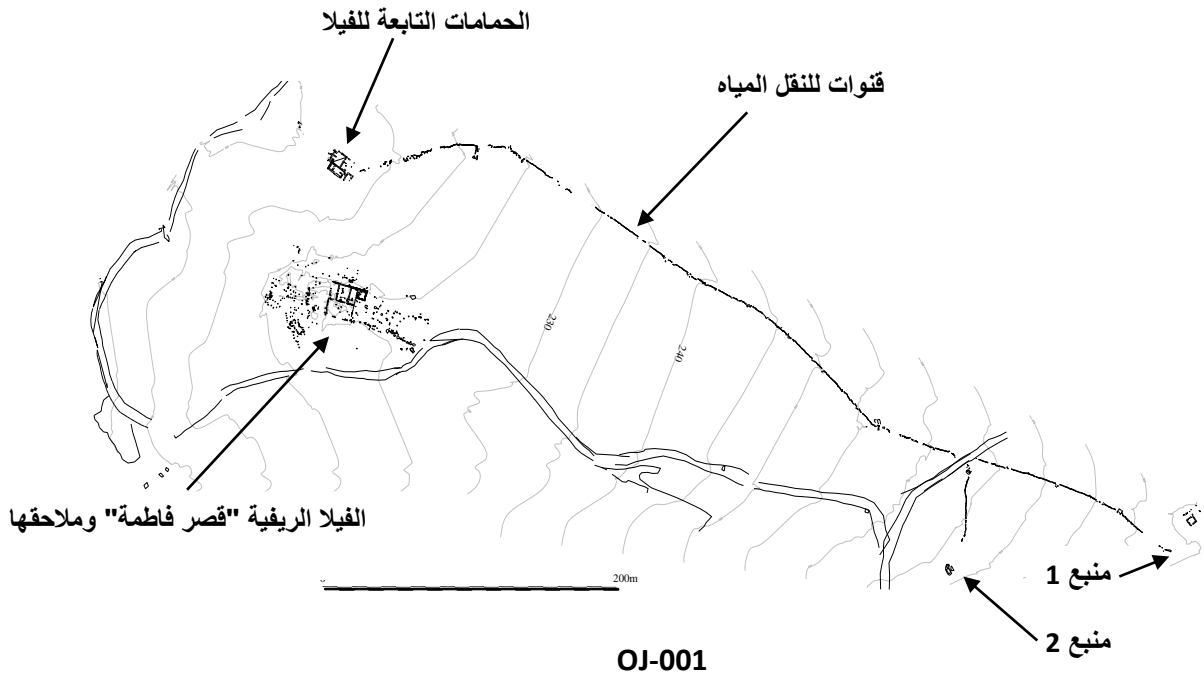 الحمامات التابعة للفيلا
قنوات للنقل المياه
230
240
الفيلا الريفية "قصر فاطمة" وملاحقها
200m
منبع 1
منبع 2
OJ-001